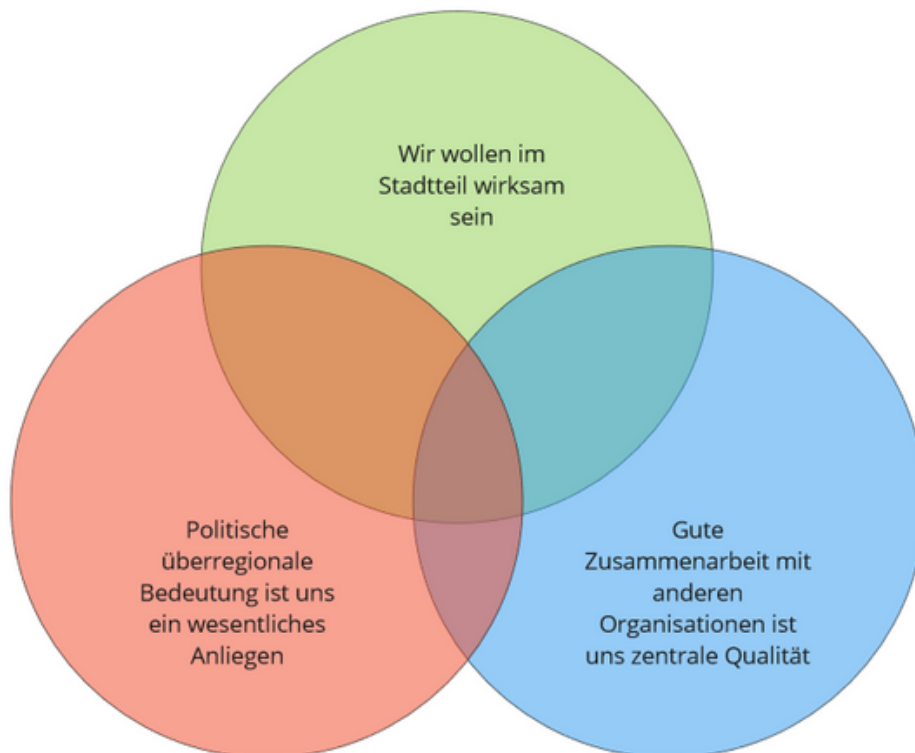 Wir wollen im
Stadtteil wirksam
sein
Politische
überregionale
Bedeutung ist uns
ein wesentliches
Anliegen
Gute
Zusammenarbeit mit
anderen
Organisationen ist
uns zentrale Qualität